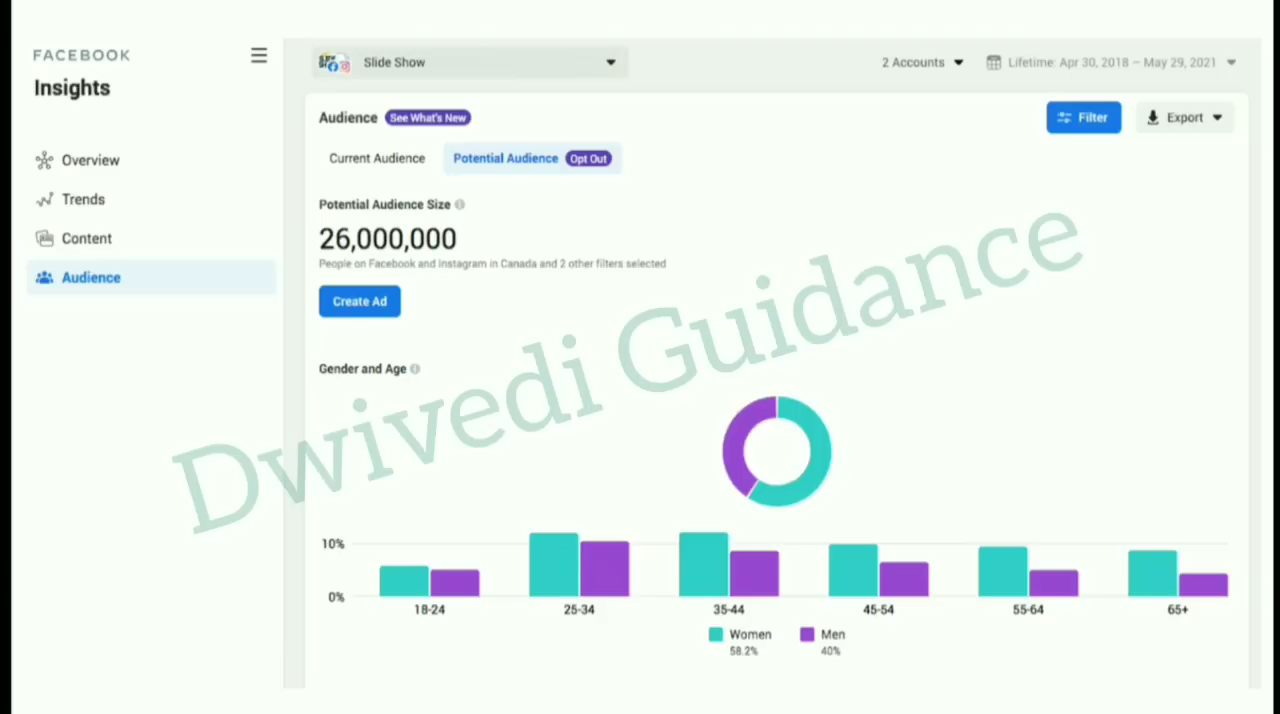 FACEBOOK
Insights
Overview
Trends
Content
Audience
Slide Show
2 Accounts
Lifetime: Apr 30, 2018 – May 29, 2021
Audience See What's New
Filter
Export
Current Audience
Potential Audience Opt Out
Potential Audience Size
26,000,000
People on Facebook and Instagram in Canada and 2 other filters selected
Create Ad
Gender and Age
Dwivedi Guidance
10%
0%
18-24 25-34 35-44 45-54 55-64 65+
Women Men
58.2% 40%